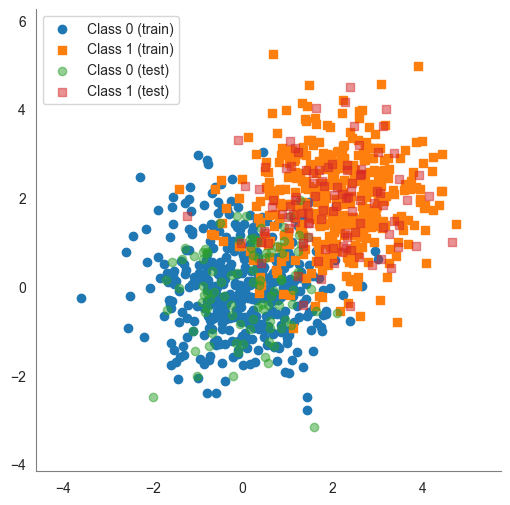 Class 0 (train)
Class 1 (train)
Class 0 (test)
Class 1 (test)
6
4
2
0
−2
−4
−4 −2 0 2 4